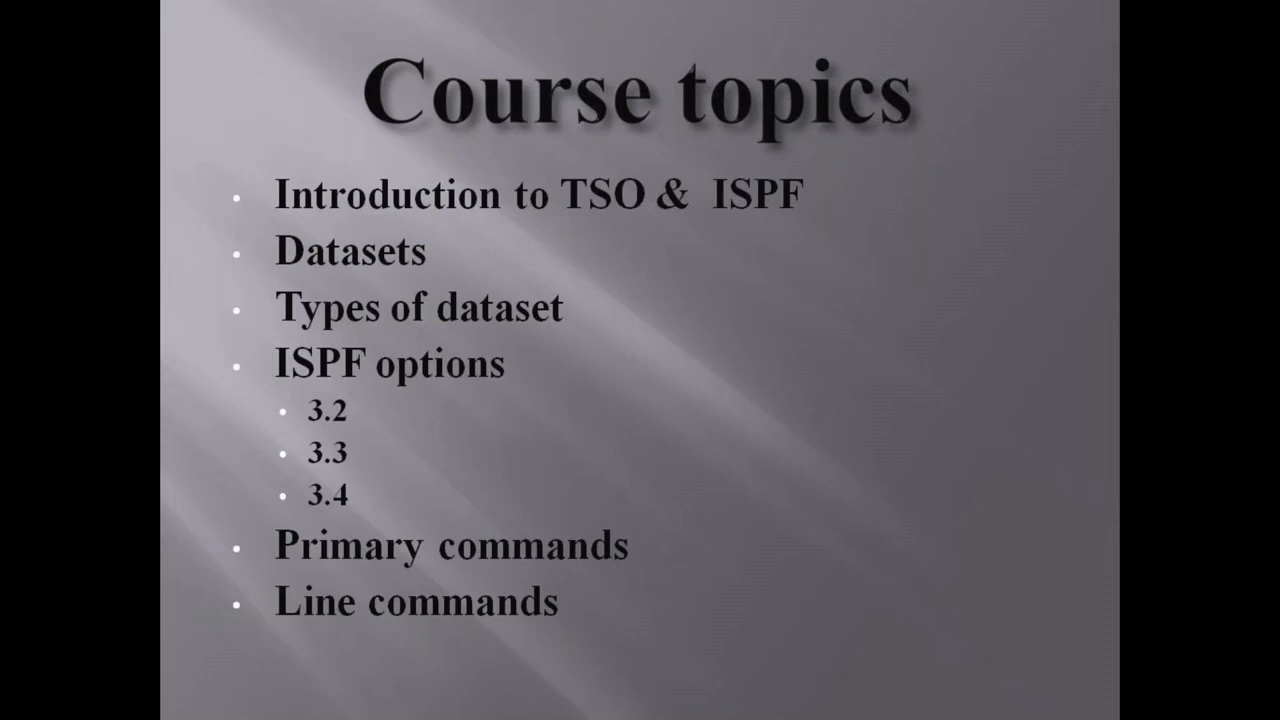 Course topics
Introduction to TSO & ISPF
Datasets
Types of dataset
ISPF options
3.2
3.3
3.4
Primary commands
Line commands